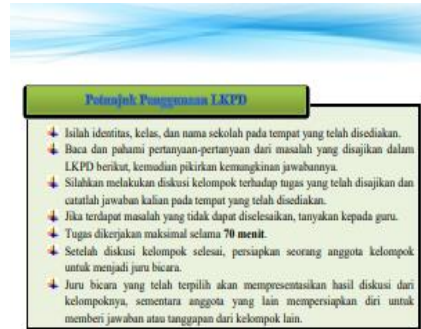 Petunjuk Penggunaan LKPD
Isilah identitas, kelas, dan nama sekolah pada tempat yang telah disediakan.
Baca dan pahami pertanyaan-pertanyaan dari masalah yang disajikan dalam
LKPD berikut, kemudian pikirkan kemungkinan jawabannya.
Silahkan melakukan diskusi kelompok terhadap tugas yang telah disajikan dan
catatlah jawaban kalian pada tempat yang telah disediakan.
Jika terdapat masalah yang tidak dapat diselesaikan, tanyakan kepada guru.
Tugas dikerjakan maksimal selama 70 menit.
Setelah diskusi kelompok selesai, persiapkan seorang anggota kelompok
untuk menjadi juru bicara.
Juru bicara yang telah terpilih akan mempresentasikan hasil diskusi dari
kelompoknya, sementara anggota yang lain mempersiapkan diri untuk
memberi jawaban atau tanggapan dari kelompok lain.